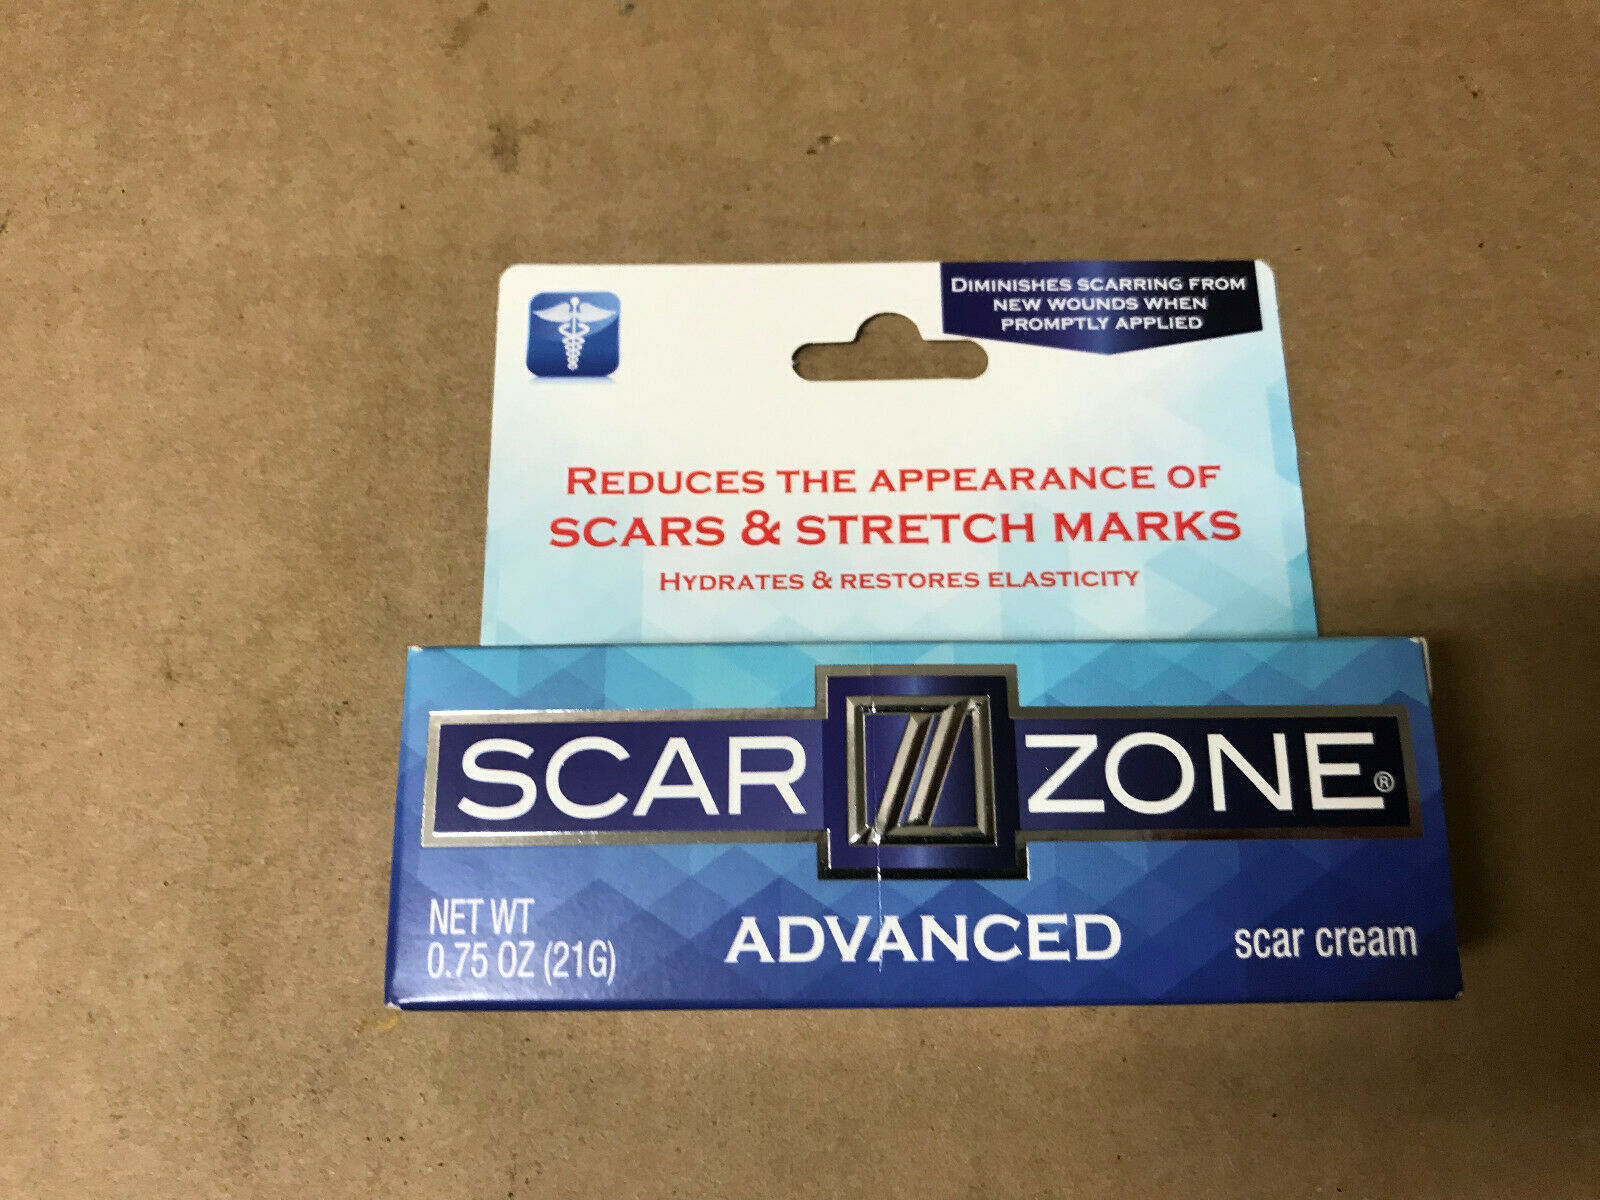 DIMINISHES SCARRING FROM
NEW WOUNDS WHEN
PROMPTLY APPLIED
REDUCES THE APPEARANCE OF
SCARS & STRETCH MARKS
HYDRATES & RESTORES ELASTICITY
SCAR ZONE®
NET WT
0.75 OZ (21G)
ADVANCED
scar cream